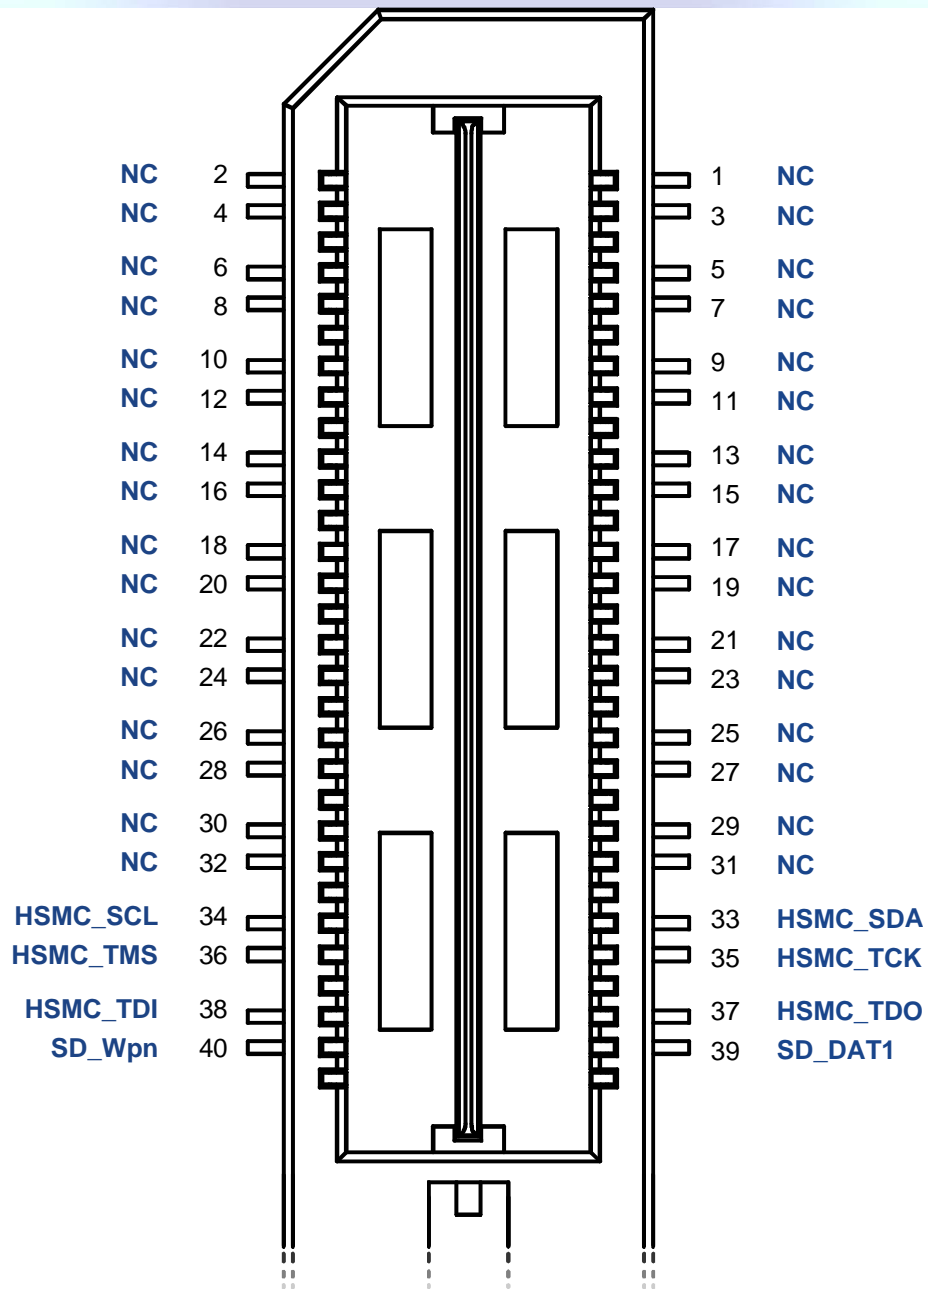 NC 2 1 NC
NC 4 3 NC
NC 6 5 NC
NC 8 7 NC
NC 10 9 NC
NC 12 11 NC
NC 14 13 NC
NC 16 15 NC
NC 18 17 NC
NC 20 19 NC
NC 22 21 NC
NC 24 23 NC
NC 26 25 NC
NC 28 27 NC
NC 30 29 NC
NC 32 31 NC
HSMC_SCL 34 33 HSMC_SDA
HSMC_TMS 36 35 HSMC_TCK
HSMC_TDI 38 37 HSMC_TDO
SD_Wpn 40 39 SD_DAT1